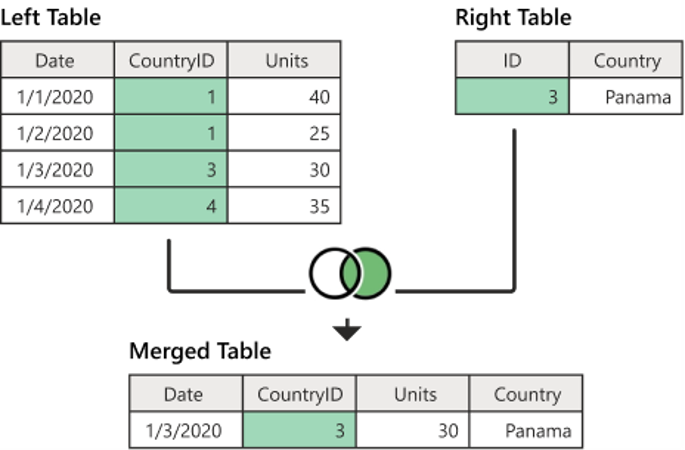 Left Table
Date CountryID Units
1/1/2020 1 40
1/2/2020 1 25
1/3/2020 3 30
1/4/2020 4 35
Right Table
ID Country
3 Panama
Merged Table
Date CountryID Units Country
1/3/2020 3 30 Panama